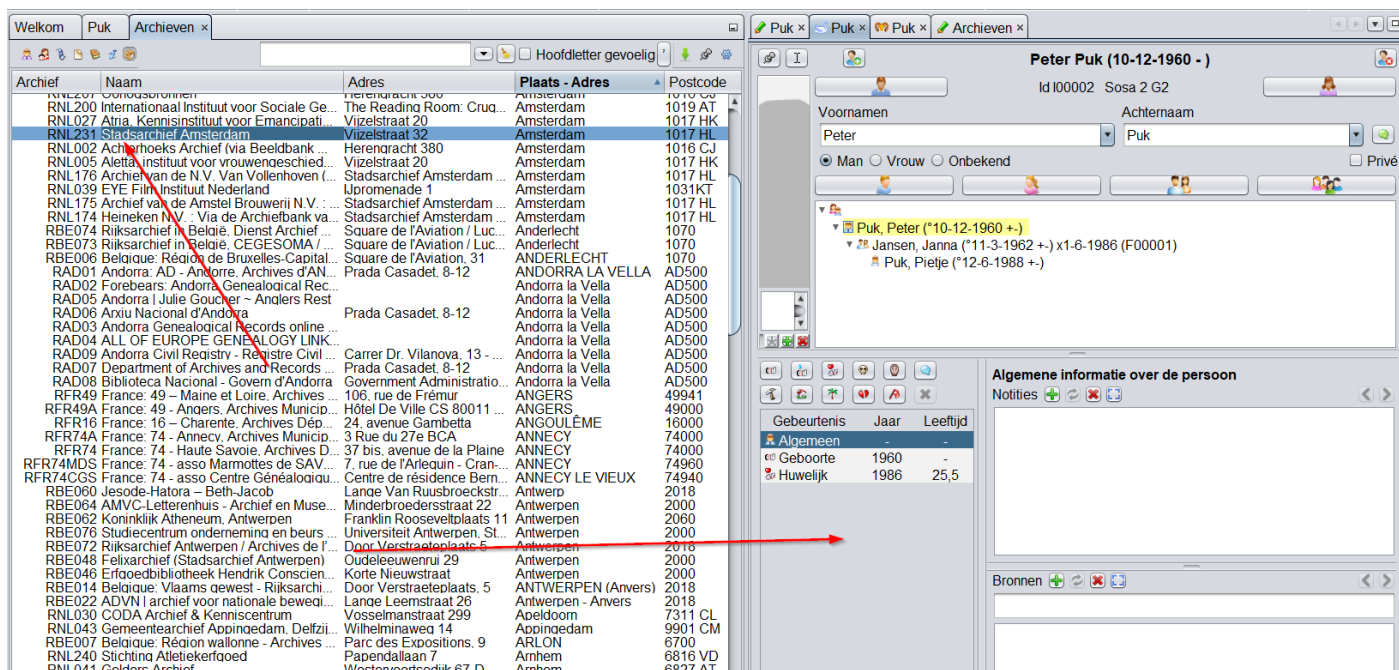 Welkom Puk Archieven ×
Hoofdletter gevoelig
Archief Naam Adres Plaats - Adres Postcode
RNL200 Internationaal Instituut voor Sociale Ge... The Reading Room: Cruq... Amsterdam 1019 AT
RNL027 Atria, Kennisinstituut voor Emancipati... Vijzelstraat 20 Amsterdam 1017 HK
RNL231 Stadsarchief Amsterdam Vijzelstraat 32 Amsterdam 1017 HL
RNL002 Achterhoeks Archief (via Beeldbank ... Herengracht 380 Amsterdam 1016 CJ
RNL005 Aletta, instituut voor vrouwengeschied... Vijzelstraat 20 Amsterdam 1017 HK
RNL176 Archief van de N.V. Van Vollenhoven (... Stadsarchief Amsterdam ... Amsterdam 1017 HL
RNL039 EYE Film Instituut Nederland IJpromenade 1 Amsterdam 1031KT
RNL175 Archief van de Amstel Brouwerij N.V. : ... Stadsarchief Amsterdam ... Amsterdam 1017 HL
RNL174 Heineken N.V. : Via de Archiefbank va... Stadsarchief Amsterdam ... Amsterdam 1017 HL
RBE074 Rijksarchief in België, Dienst Archief ... Square de l'Aviation / Luc... Anderlecht 1070
RBE073 Rijksarchief in België, CEGESOMA / ... Square de l'Aviation / Luc... Anderlecht 1070
RBE006 Belgique: Région de Bruxelles-Capital... Square de l'Aviation, 31 ANDERLECHT 1070
RAD01 Andorra: AD - Andorre, Archives d'AN... Prada Casadet, 8-12 ANDORRA LA VELLA AD500
RAD02 Forebears: Andorra Genealogical Rec... Andorra la Vella AD500
RAD05 Andorra | Julie Goucher ~ Anglers Rest Andorra la Vella AD500
RAD06 Arxiu Nacional d'Andorra Prada Casadet, 8-12 Andorra la Vella AD500
RAD03 Andorra Genealogical Records online ... Andorra la Vella AD500
RAD04 ALL OF EUROPE GENEALOGY LINK... Andorra la Vella AD500
RAD09 Andorra Civil Registry - Registre Civil ... Carrer Dr. Vilanova, 13 - ... Andorra la Vella AD500
RAD07 Department of Archives and Records ... Prada Casadet, 8-12 Andorra la Vella AD500
RAD08 Biblioteca Nacional - Govern d'Andorra Government Administratio... Andorra la Vella AD500
RFR49 France: 49 – Maine et Loire, Archives ... 106, rue de Frémur ANGERS 49941
RFR49A France: 49 - Angers, Archives Municip... Hôtel De Ville CS 80011 ... ANGERS 49000
RFR16 France: 16 – Charente, Archives Dép... 24, avenue Gambetta ANGOULÊME 16000
RFR74A France: 74 - Annecy, Archives Municip... 3 Rue du 27e BCA ANNECY 74000
RFR74 France: 74 - Haute Savoie, Archives D... 37 bis, avenue de la Plaine ANNECY 74000
RFR74MDS France: 74 - asso Marmottes de SAV... 7, rue de l'Arlequin - Cran-... ANNECY 74960
RFR74CGS France: 74 - asso Centre Généalogiqu... Centre de résidence Bern... ANNECY LE VIEUX 74940
RBE060 Jesode-Hatora – Beth-Jacob Lange Van Ruusbroeckstr... Antwerp 2018
RBE064 AMVC-Letterenhuis - Archief en Muse... Minderbroedersstraat 22 Antwerpen 2000
RBE062 Koninklijk Atheneum, Antwerpen Franklin Rooseveltplaats 11 Antwerpen 2060
RBE076 Studiecentrum onderneming en beurs ... Universiteit Antwerpen, St... Antwerpen 2000
RBE072 Rijksarchief Antwerpen / Archives de l'... Door Verstraeteplaats 5 Antwerpen 2018
RBE048 Felixarchief (Stadsarchief Antwerpen) Oudeleeuwenrui 29 Antwerpen 2000
RBE046 Erfgoedbibliotheek Hendrik Conscien... Korte Nieuwstraat Antwerpen 2000
RBE014 Belgique: Vlaams gewest - Rijksarchi... Door Verstraeteplaats, 5 ANTWERPEN (Anvers) 2018
RBE022 ADVN | archief voor nationale bewegi... Lange Leemstraat 26 Antwerpen - Anvers 2018
RNL030 CODA Archief & Kenniscentrum Vosselmanstraat 299 Apeldoorn 7311 CL
RNL043 Gemeentearchief Appingedam, Delfzij... Wilhelminaweg 14 Appingedam 9901 CM
RBE007 Belgique: Région wallonne - Archives ... Parc des Expositions, 9 ARLON 6700
RNL240 Stichting Atletiekerfgoed Papendallaan 7 Arnhem 6816 VD
RNL041 Gelders Archief Westervoortsedijk 67-D Arnhem 6827 AT
Puk × Puk × Puk × Archieven ×
Peter Puk (10-12-1960 - )
Id I00002 Sosa 2 G2
Voornamen Achternaam
Peter Puk
Man Vrouw Onbekend Privé
Puk, Peter (°10-12-1960 +-)
Jansen, Janna (°11-3-1962 +-) x1-6-1986 (F00001)
Puk, Pietje (°12-6-1988 +-)
Gebeurtenis Jaar Leeftijd
Algemeen - -
Geboorte 1960 -
Huwelijk 1986 25,5
Algemene informatie over de persoon
Notities
Bronnen